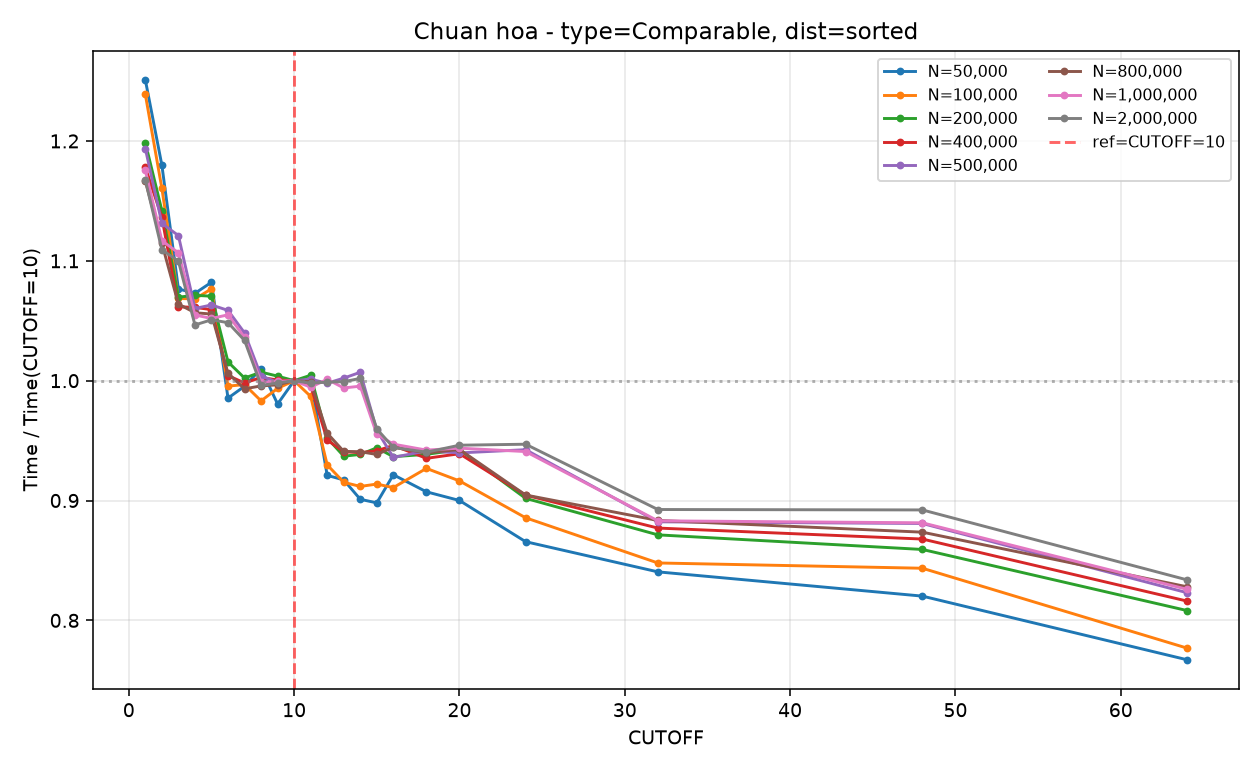 Chuan hoa - type=Comparable, dist=sorted
N=50,000
N=100,000
N=200,000
N=400,000
N=500,000
N=800,000
N=1,000,000
N=2,000,000
ref=CUTOFF=10
Time / Time(CUTOFF=10)
1.2
1.1
1.0
0.9
0.8
0 10 20 30 40 50 60
CUTOFF